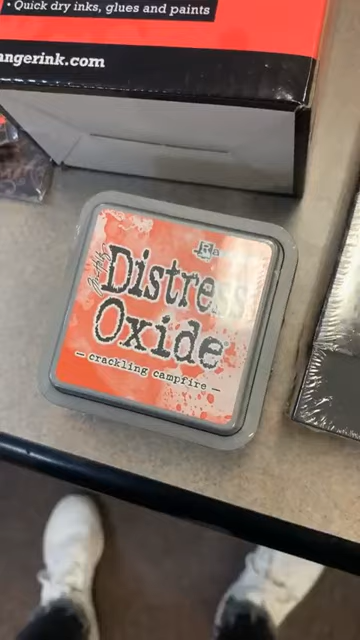 • Quick dry inks, glues and paints
angerink.com
Distress
Oxide
— crackling campfire —